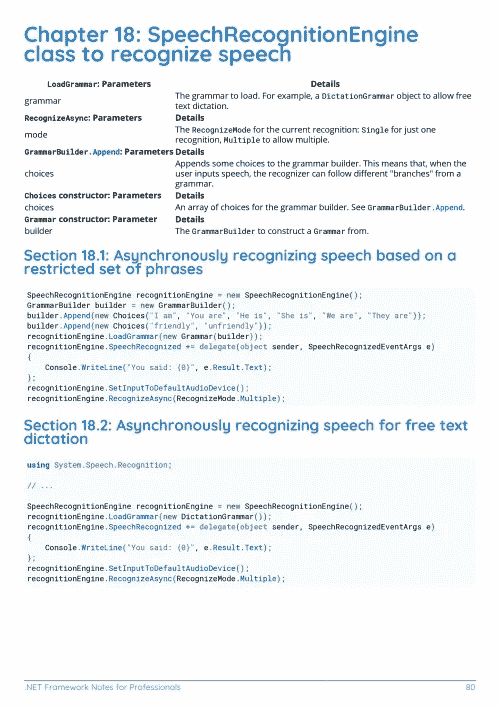 Chapter 18: SpeechRecognitionEngine
class to recognize speech
LoadGrammar: Parameters Details
grammar The grammar to load. For example, a DictationGrammar object to allow free
text dictation.
RecognizeAsync: Parameters Details
mode The RecognizeMode for the current recognition: Single for just one
recognition, Multiple to allow multiple.
GrammarBuilder.Append: Parameters Details
choices Appends some choices to the grammar builder. This means that, when the
user inputs speech, the recognizer can follow different "branches" from a
grammar.
Choices constructor: Parameters Details
choices An array of choices for the grammar builder. See GrammarBuilder.Append.
Grammar constructor: Parameter Details
builder The GrammarBuilder to construct a Grammar from.
Section 18.1: Asynchronously recognizing speech based on a
restricted set of phrases
SpeechRecognitionEngine recognitionEngine = new SpeechRecognitionEngine();
GrammarBuilder builder = new GrammarBuilder();
builder.Append(new Choices("I am", "You are", "He is", "She is", "We are", "They are"));
builder.Append(new Choices("friendly", "unfriendly"));
recognitionEngine.LoadGrammar(new Grammar(builder));
recognitionEngine.SpeechRecognized += delegate(object sender, SpeechRecognizedEventArgs e)
{
Console.WriteLine("You said: {0}", e.Result.Text);
};
recognitionEngine.SetInputToDefaultAudioDevice();
recognitionEngine.RecognizeAsync(RecognizeMode.Multiple);
Section 18.2: Asynchronously recognizing speech for free text
dictation
using System.Speech.Recognition;
// ...
SpeechRecognitionEngine recognitionEngine = new SpeechRecognitionEngine();
recognitionEngine.LoadGrammar(new DictationGrammar());
recognitionEngine.SpeechRecognized += delegate(object sender, SpeechRecognizedEventArgs e)
{
Console.WriteLine("You said: {0}", e.Result.Text);
};
recognitionEngine.SetInputToDefaultAudioDevice();
recognitionEngine.RecognizeAsync(RecognizeMode.Multiple);
.NET Framework Notes for Professionals 80